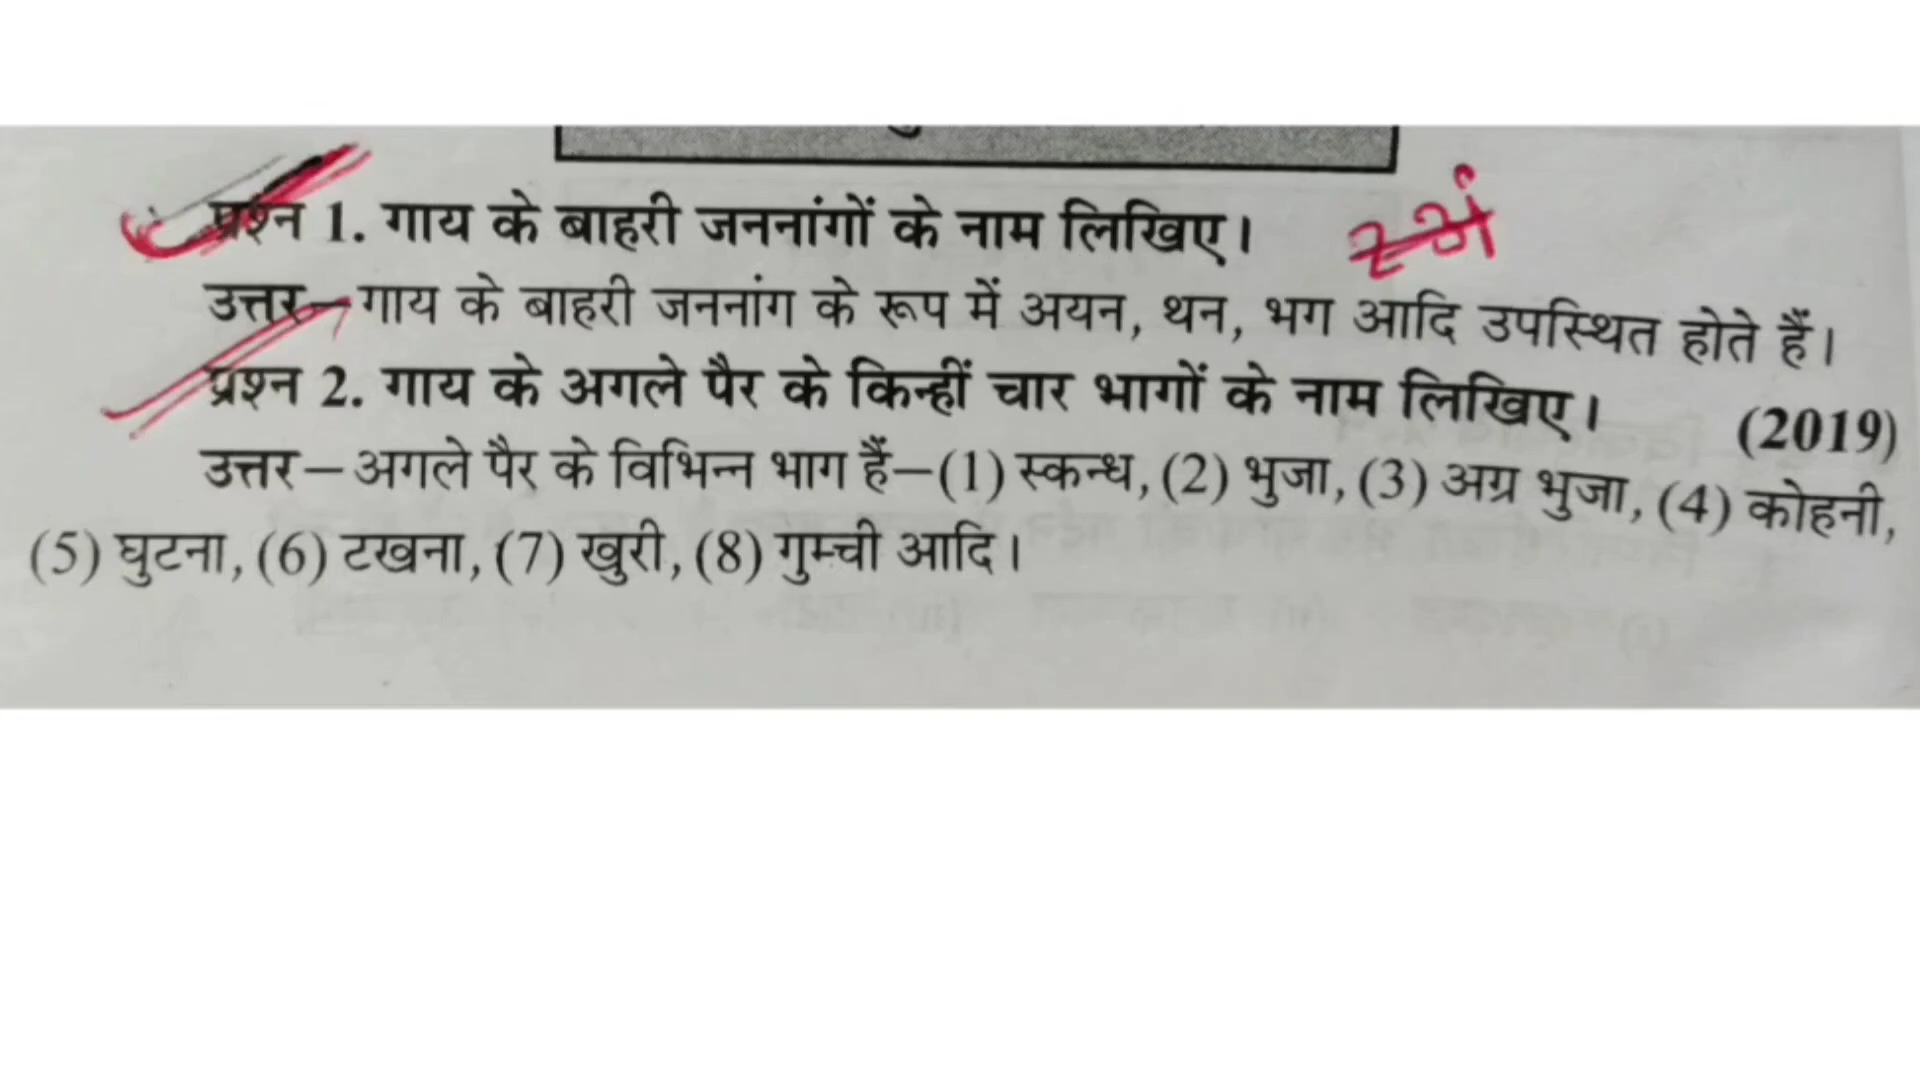 प्रश्न 1. गाय के बाहरी जननांगों के नाम लिखिए।
उत्तर–गाय के बाहरी जननांग के रूप में अयन, थन, भग आदि उपस्थित होते हैं।
प्रश्न 2. गाय के अगले पैर के किन्हीं चार भागों के नाम लिखिए।
(2019)
उत्तर–अगले पैर के विभिन्न भाग हैं–(1) स्कन्ध, (2) भुजा, (3) अग्र भुजा, (4) कोहनी,
(5) घुटना, (6) टखना, (7) खुरी, (8) गुम्ची आदि।